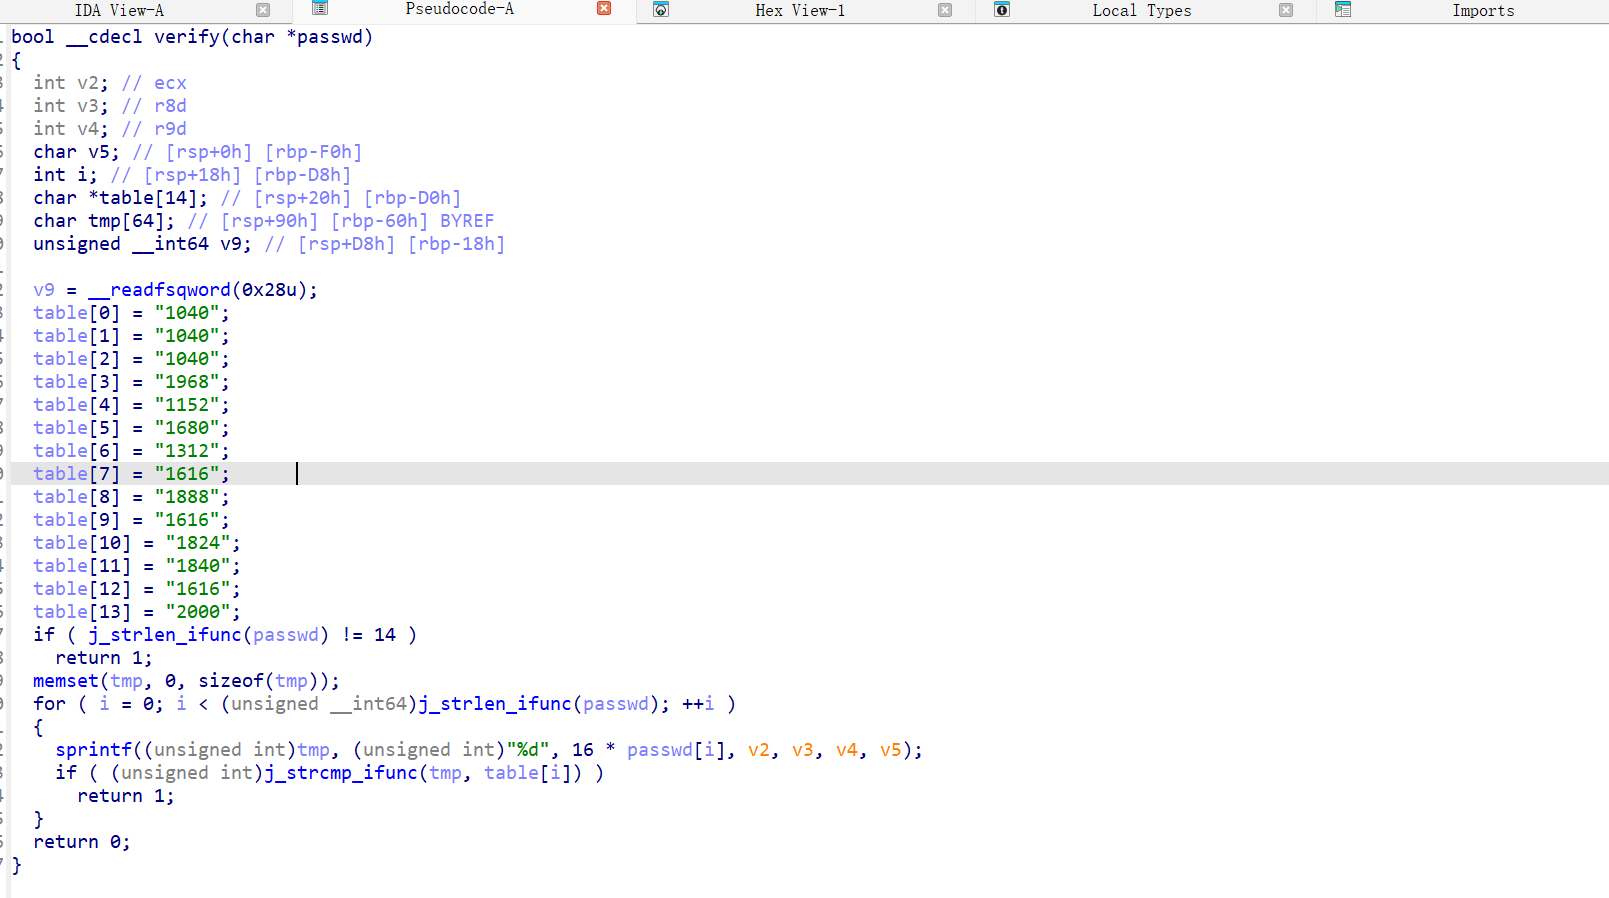 IDA View-A Pseudocode-A Hex View-1 Local Types Imports
bool __cdecl verify(char *passwd)
{
  int v2; // ecx
  int v3; // r8d
  int v4; // r9d
  char v5; // [rsp+0h] [rbp-F0h]
  int i; // [rsp+18h] [rbp-D8h]
  char *table[14]; // [rsp+20h] [rbp-D0h]
  char tmp[64]; // [rsp+90h] [rbp-60h] BYREF
  unsigned __int64 v9; // [rsp+D8h] [rbp-18h]

  v9 = __readfsqword(0x28u);
  table[0] = "1040";
  table[1] = "1040";
  table[2] = "1040";
  table[3] = "1968";
  table[4] = "1152";
  table[5] = "1680";
  table[6] = "1312";
  table[7] = "1616";
  table[8] = "1888";
  table[9] = "1616";
  table[10] = "1824";
  table[11] = "1840";
  table[12] = "1616";
  table[13] = "2000";
  if ( j_strlen_ifunc(passwd) != 14 )
    return 1;
  memset(tmp, 0, sizeof(tmp));
  for ( i = 0; i < (unsigned __int64)j_strlen_ifunc(passwd); ++i )
  {
    sprintf((unsigned int)tmp, (unsigned int)"%d", 16 * passwd[i], v2, v3, v4, v5);
    if ( (unsigned int)j_strcmp_ifunc(tmp, table[i]) )
      return 1;
  }
  return 0;
}